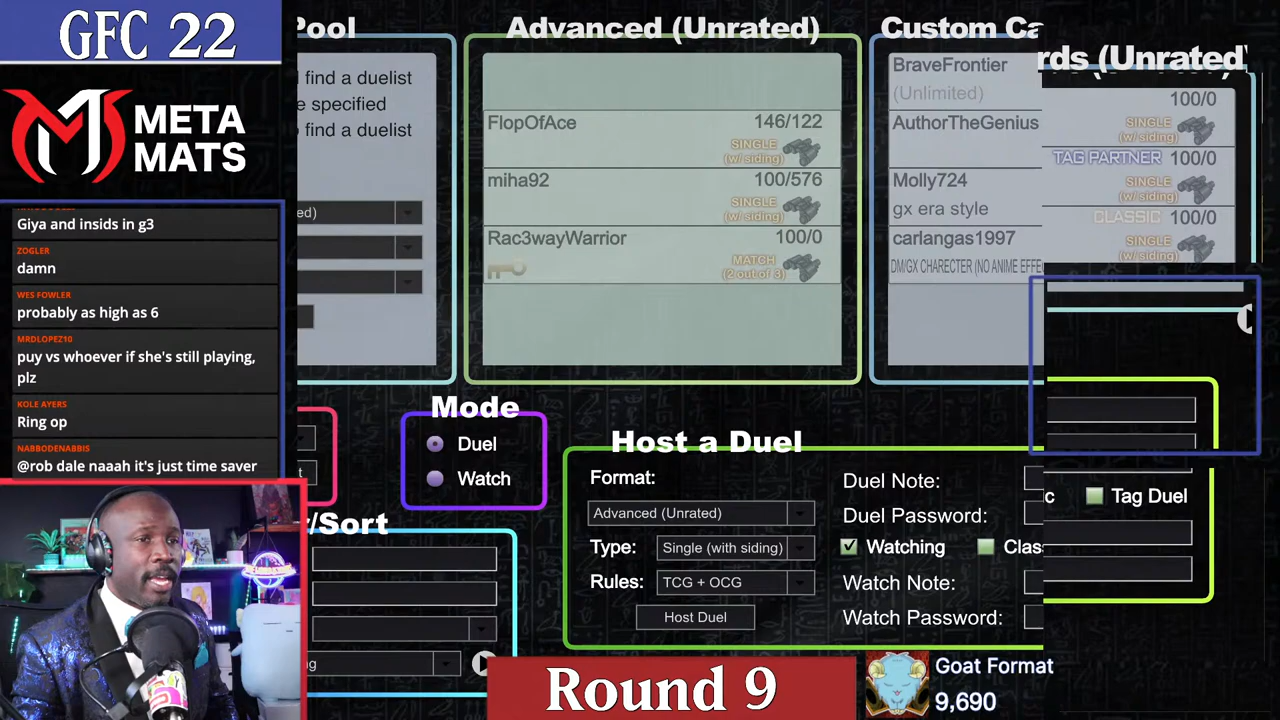 GFC 22
META
MATS
Giya and insids in g3
ZOGLER
damn
WES FOWLER
probably as high as 6
MRDLOPEZ10
puy vs whoever if she's still playing,
plz
KOLE AYERS
Ring op
NABBODENABBIS
@rob dale naaah it's just time saver
Pool
find a duelist
e specified
o find a duelist
ed)
Advanced (Unrated)
FlopOfAce 146/122
SINGLE
(w/ siding)
miha92 100/576
SINGLE
(w/ siding)
Rac3wayWarrior 100/0
MATCH
(2 out of 3)
Custom Ca
BraveFrontier
(Unlimited)
AuthorTheGenius
Molly724
gx era style
carlangas1997
DM/GX CHARECTER (NO ANIME EFFE
rds (Unrated)
100/0
SINGLE
(w/ siding)
TAG PARTNER 100/0
SINGLE
(w/ siding)
CLASSIC 100/0
SINGLE
(w/ siding)
Mode
Duel
Watch
r/Sort
ng
Host a Duel
Format:
Advanced (Unrated)
Type: Single (with siding)
Rules: TCG + OCG
Host Duel
Duel Note:
Duel Password:
Watching Clas
Watch Note:
Watch Password:
c Tag Duel
Round 9
Goat Format
9,690